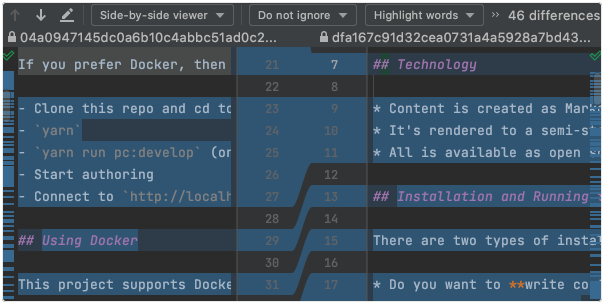 Side-by-side viewer Do not ignore Highlight words >> 46 differences
04a0947145dc0a6b10c4abbc51ad0c2... dfa167c91d32cea0731a4a5928a7bd43...
If you prefer Docker, then 21 7 ## Technology
22 8
- Clone this repo and cd to 23 9 * Content is created as Mar
- `yarn` 24 10 * It's rendered to a semi-st
- `yarn run pc:develop` (or 25 11 * All is available as open s
- Start authoring 26 12
- Connect to `http://localh 27 13 ## Installation and Running
28 14
## Using Docker 29 15 There are two types of insta
30 16
This project supports Docke 31 17 * Do you want to **write co